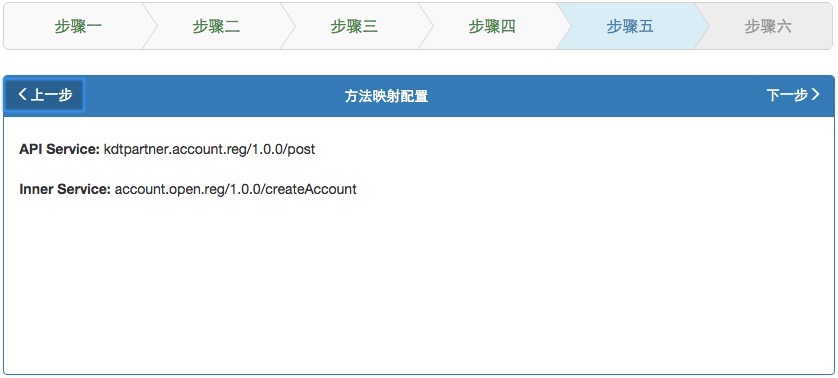 步骤一 步骤二 步骤三 步骤四 步骤五 步骤六
上一步 方法映射配置 下一步
API Service: kdtpartner.account.reg/1.0.0/post
Inner Service: account.open.reg/1.0.0/createAccount